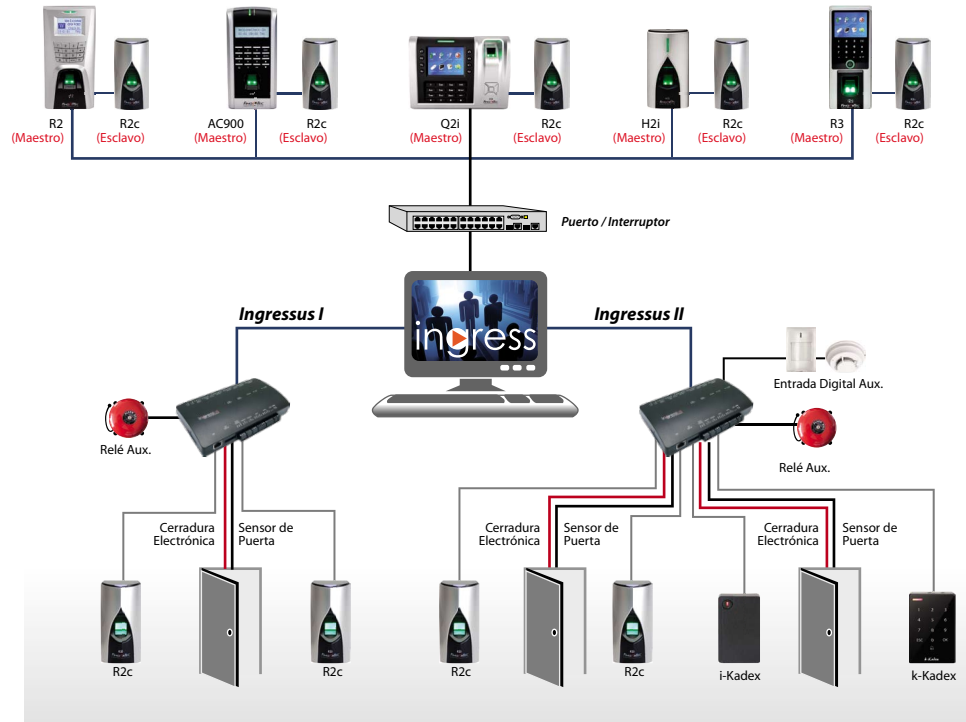 R2
(Maestro)
R2c
(Esclavo)
AC900
(Maestro)
R2c
(Esclavo)
Q2i
(Maestro)
R2c
(Esclavo)
H2i
(Maestro)
R2c
(Esclavo)
R3
(Maestro)
R2c
(Esclavo)
Puerto / Interruptor
Ingressus I
Ingressus II
ingress
Entrada Digital Aux.
Relé Aux.
Relé Aux.
Cerradura
Electrónica
Sensor de
Puerta
Cerradura
Electrónica
Sensor de
Puerta
Cerradura
Electrónica
Sensor de
Puerta
R2c
R2c
R2c
R2c
i-Kadex
k-Kadex